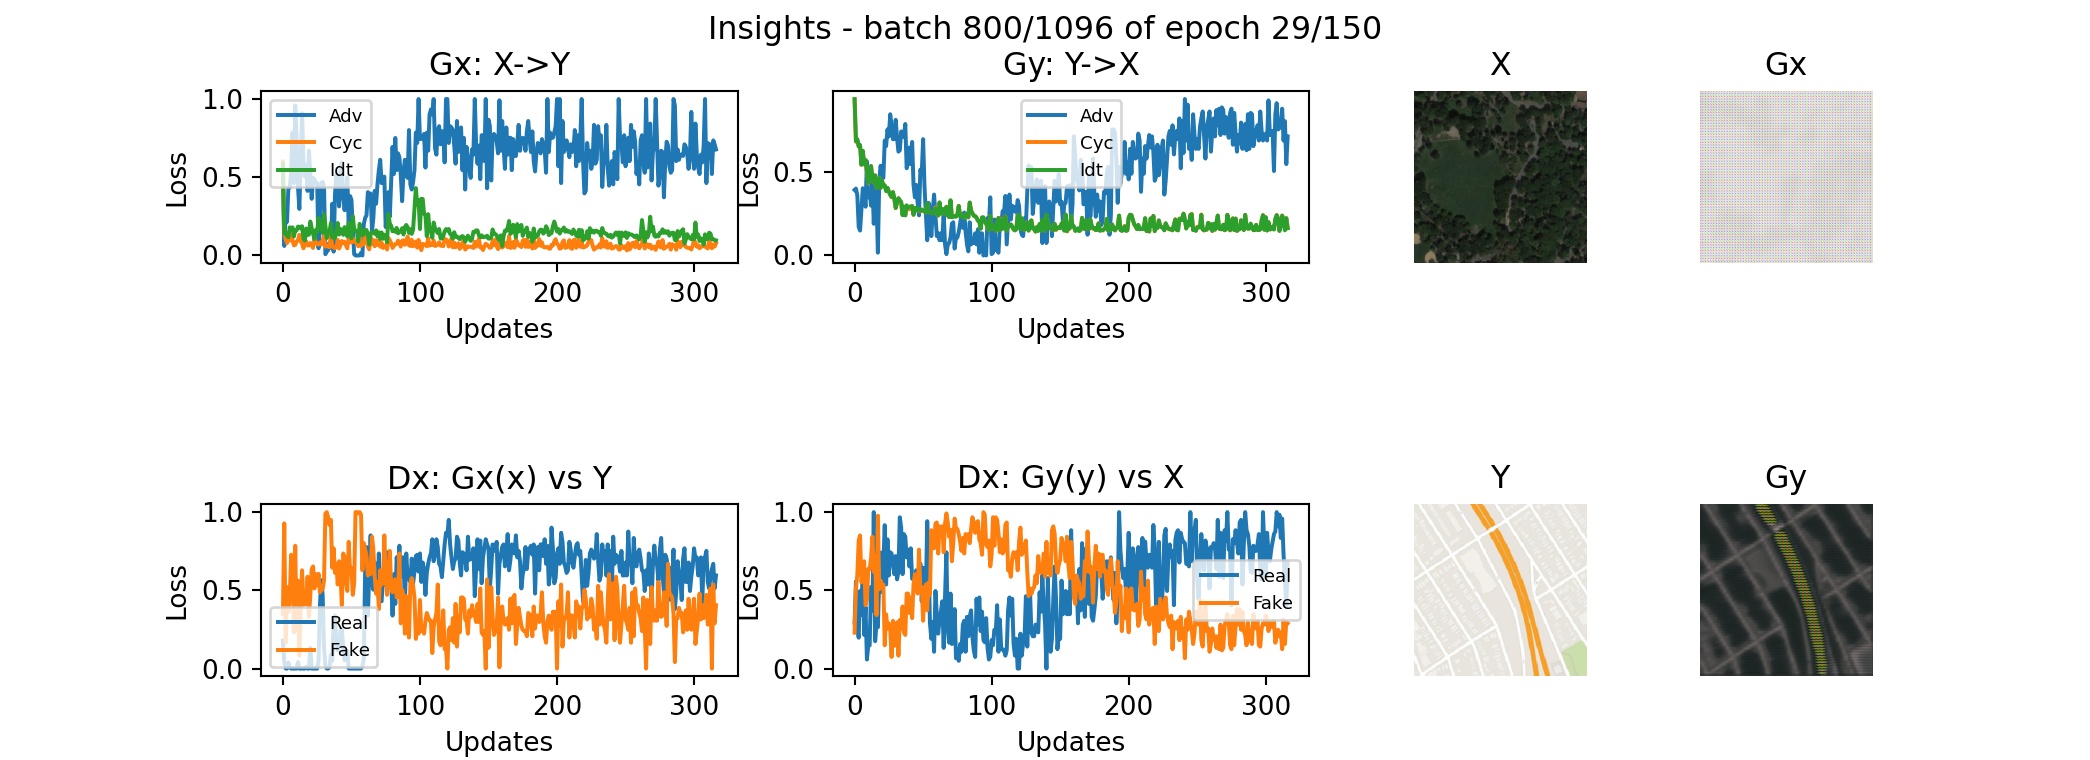 Insights - batch 800/1096 of epoch 29/150
Gx: X->Y
Gy: Y->X
X
Gx
1.0
0.5
0.0
Loss
Adv
Cyc
Idt
0
100
200
300
Updates
0.5
0.0
Loss
Adv
Cyc
Idt
0
100
200
300
Updates
Dx: Gx(x) vs Y
Dx: Gy(y) vs X
Y
Gy
1.0
0.5
0.0
Loss
Real
Fake
0
100
200
300
Updates
1.0
0.5
0.0
Loss
Real
Fake
0
100
200
300
Updates